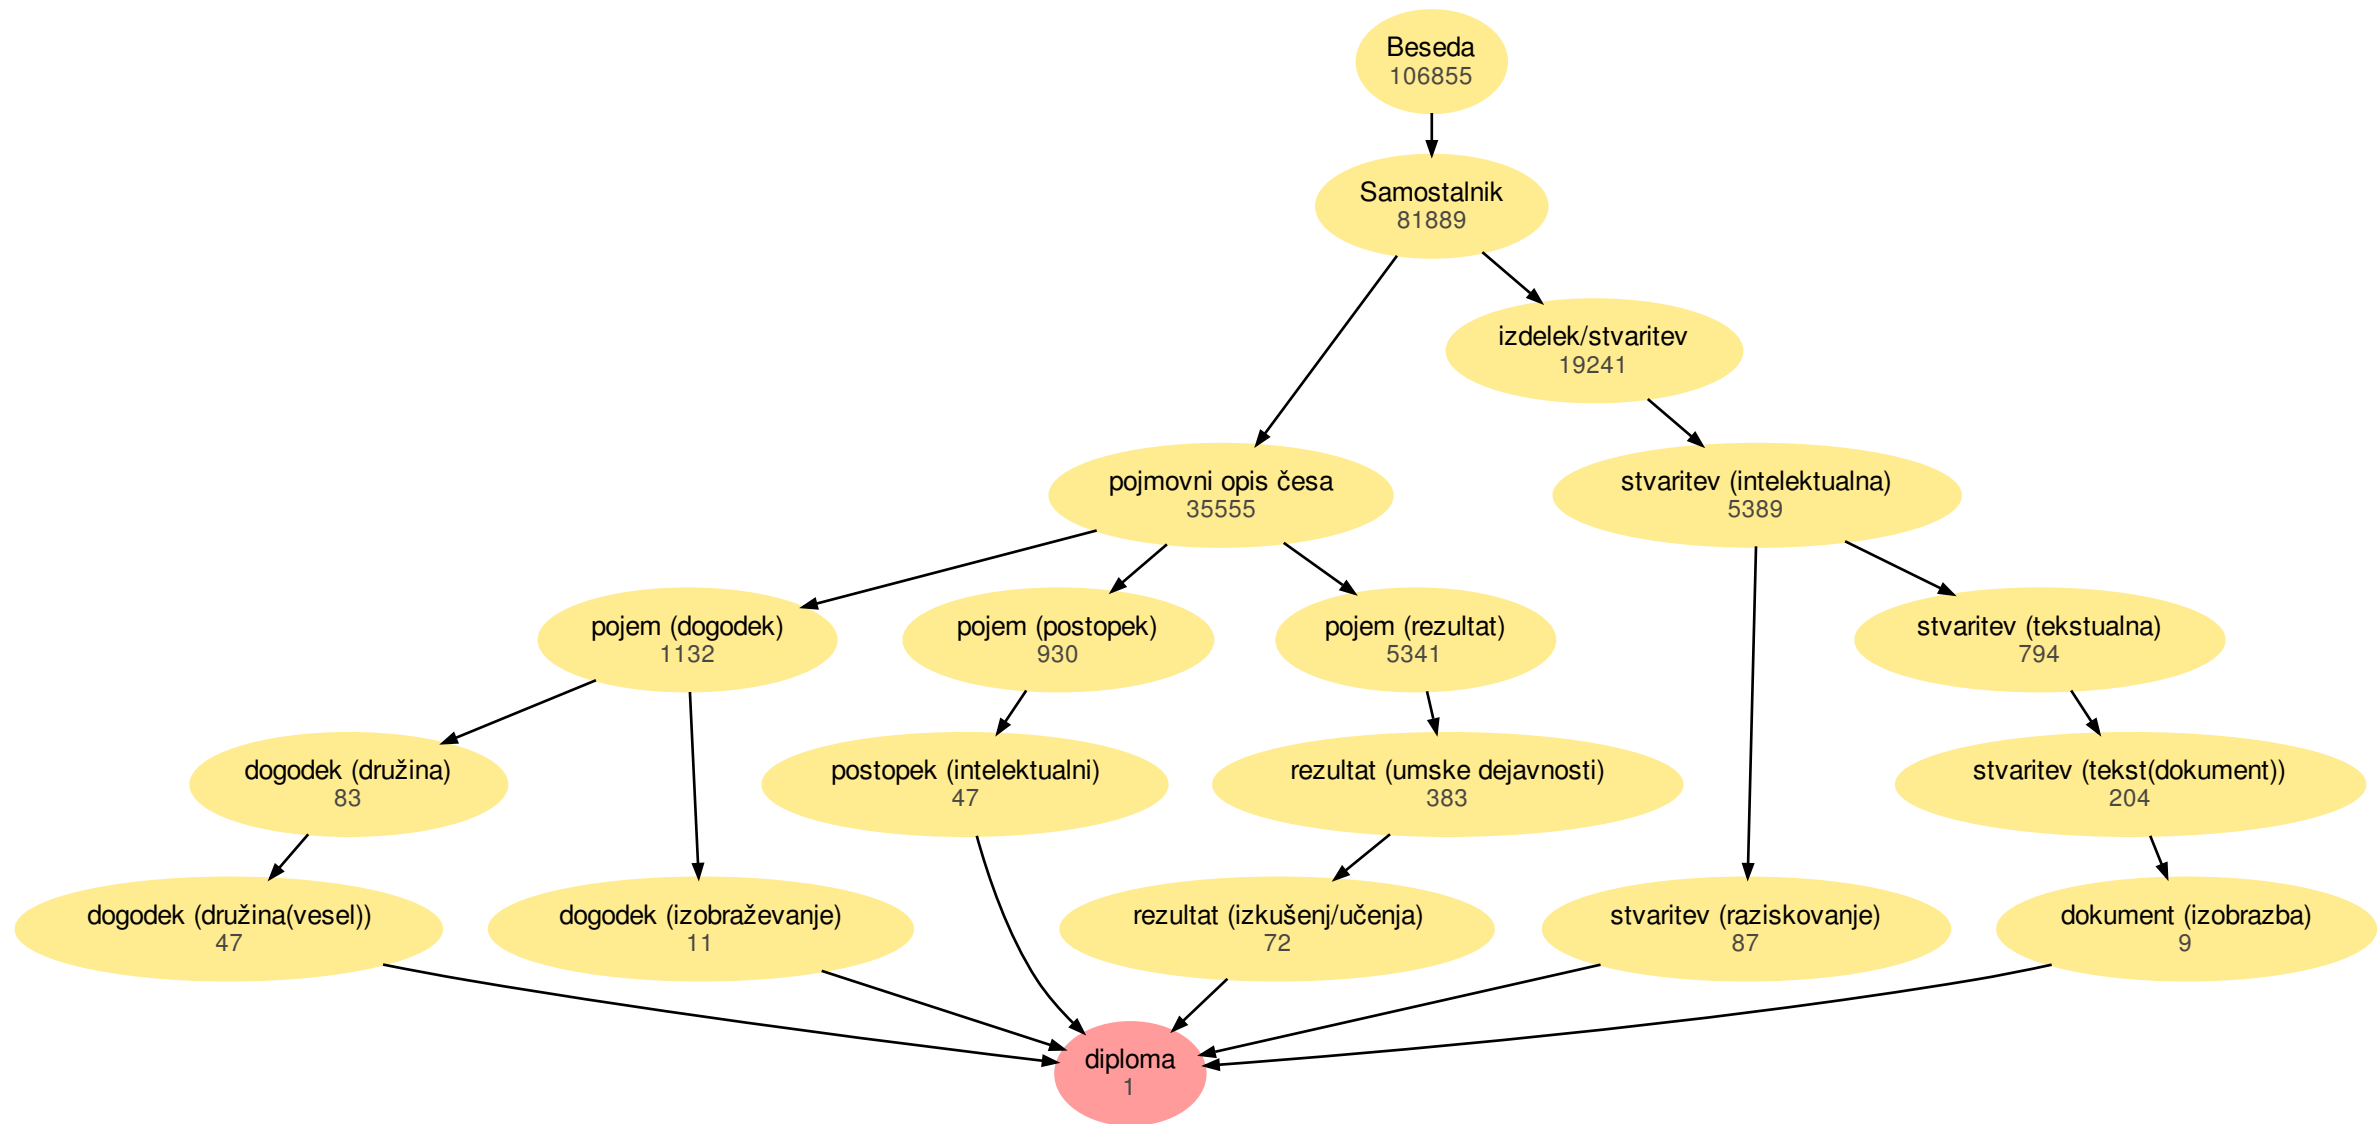 Beseda
106855
Samostalnik
81889
izdelek/stvaritev
19241
pojmovni opis česa
35555
stvaritev (intelektualna)
5389
pojem (dogodek)
1132
pojem (postopek)
930
pojem (rezultat)
5341
stvaritev (tekstualna)
794
dogodek (družina)
83
postopek (intelektualni)
47
rezultat (umske dejavnosti)
383
stvaritev (tekst(dokument))
204
dogodek (družina(vesel))
47
dogodek (izobraževanje)
11
rezultat (izkušenj/učenja)
72
stvaritev (raziskovanje)
87
dokument (izobrazba)
9
diploma
1